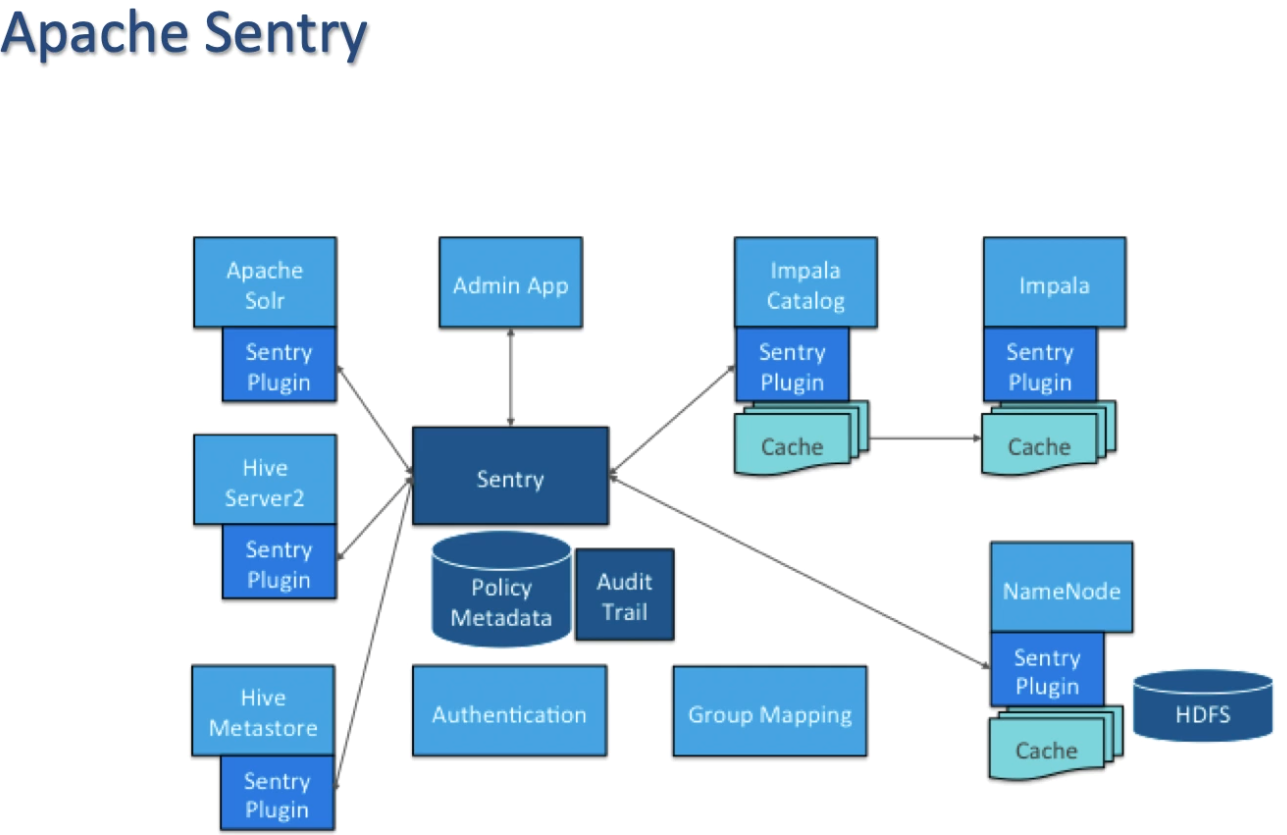 Apache Sentry
Apache
Solr
Sentry
Plugin
Admin App
Impala
Catalog
Sentry
Plugin
Cache
Impala
Sentry
Plugin
Cache
Hive
Server2
Sentry
Plugin
Sentry
Policy
Metadata
Audit
Trail
NameNode
Sentry
Plugin
Cache
HDFS
Hive
Metastore
Sentry
Plugin
Authentication
Group Mapping